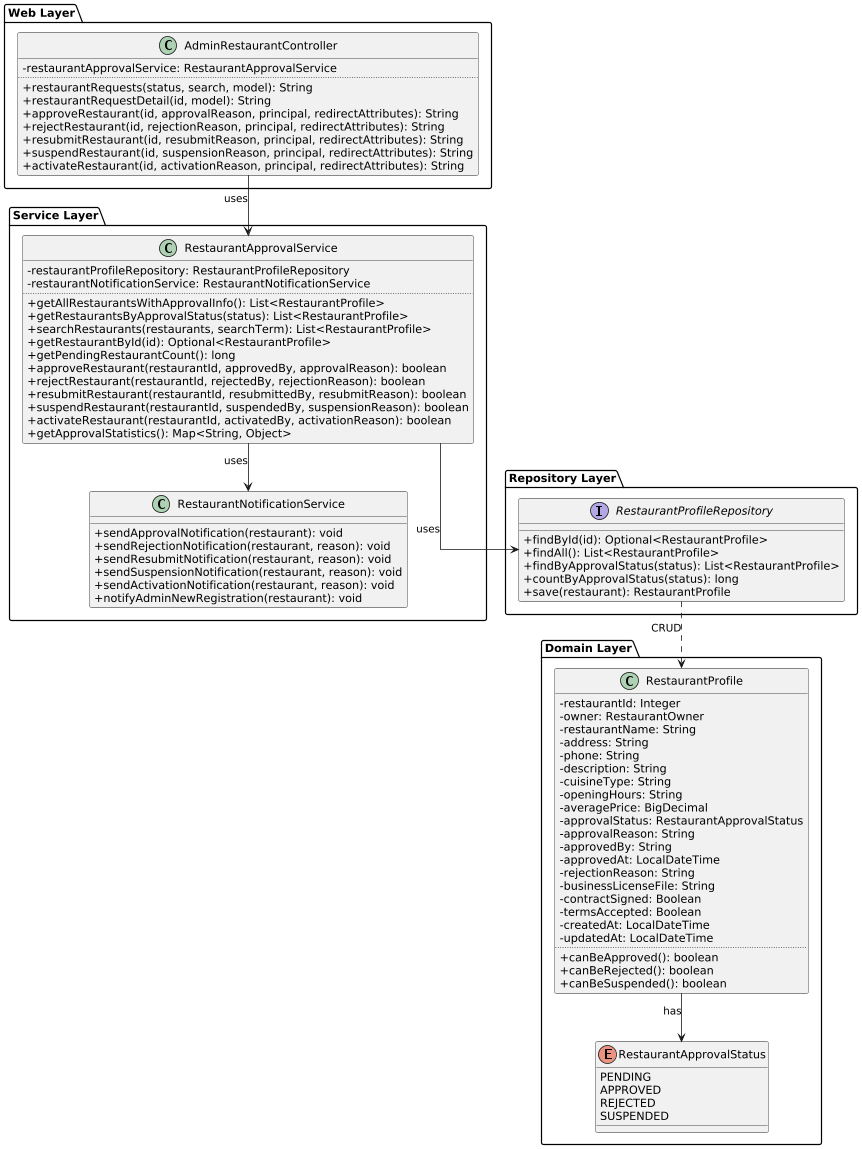 Web Layer
C AdminRestaurantController
-restaurantApprovalService: RestaurantApprovalService
+restaurantRequests(status, search, model): String
+restaurantRequestDetail(id, model): String
+approveRestaurant(id, approvalReason, principal, redirectAttributes): String
+rejectRestaurant(id, rejectionReason, principal, redirectAttributes): String
+resubmitRestaurant(id, resubmitReason, principal, redirectAttributes): String
+suspendRestaurant(id, suspensionReason, principal, redirectAttributes): String
+activateRestaurant(id, activationReason, principal, redirectAttributes): String
uses
Service Layer
C RestaurantApprovalService
-restaurantProfileRepository: RestaurantProfileRepository
-restaurantNotificationService: RestaurantNotificationService
+getAllRestaurantsWithApprovalInfo(): List<RestaurantProfile>
+getRestaurantsByApprovalStatus(status): List<RestaurantProfile>
+searchRestaurants(restaurants, searchTerm): List<RestaurantProfile>
+getRestaurantById(id): Optional<RestaurantProfile>
+getPendingRestaurantCount(): long
+approveRestaurant(restaurantId, approvedBy, approvalReason): boolean
+rejectRestaurant(restaurantId, rejectedBy, rejectionReason): boolean
+resubmitRestaurant(restaurantId, resubmittedBy, resubmitReason): boolean
+suspendRestaurant(restaurantId, suspendedBy, suspensionReason): boolean
+activateRestaurant(restaurantId, activatedBy, activationReason): boolean
+getApprovalStatistics(): Map<String, Object>
uses
C RestaurantNotificationService
+sendApprovalNotification(restaurant): void
+sendRejectionNotification(restaurant, reason): void
+sendResubmitNotification(restaurant, reason): void
+sendSuspensionNotification(restaurant, reason): void
+sendActivationNotification(restaurant, reason): void
+notifyAdminNewRegistration(restaurant): void
uses
Repository Layer
I RestaurantProfileRepository
+findById(id): Optional<RestaurantProfile>
+findAll(): List<RestaurantProfile>
+findByApprovalStatus(status): List<RestaurantProfile>
+countByApprovalStatus(status): long
+save(restaurant): RestaurantProfile
CRUD
Domain Layer
C RestaurantProfile
-restaurantId: Integer
-owner: RestaurantOwner
-restaurantName: String
-address: String
-phone: String
-description: String
-cuisineType: String
-openingHours: String
-averagePrice: BigDecimal
-approvalStatus: RestaurantApprovalStatus
-approvalReason: String
-approvedBy: String
-approvedAt: LocalDateTime
-rejectionReason: String
-businessLicenseFile: String
-contractSigned: Boolean
-termsAccepted: Boolean
-createdAt: LocalDateTime
-updatedAt: LocalDateTime
+canBeApproved(): boolean
+canBeRejected(): boolean
+canBeSuspended(): boolean
has
E RestaurantApprovalStatus
PENDING
APPROVED
REJECTED
SUSPENDED